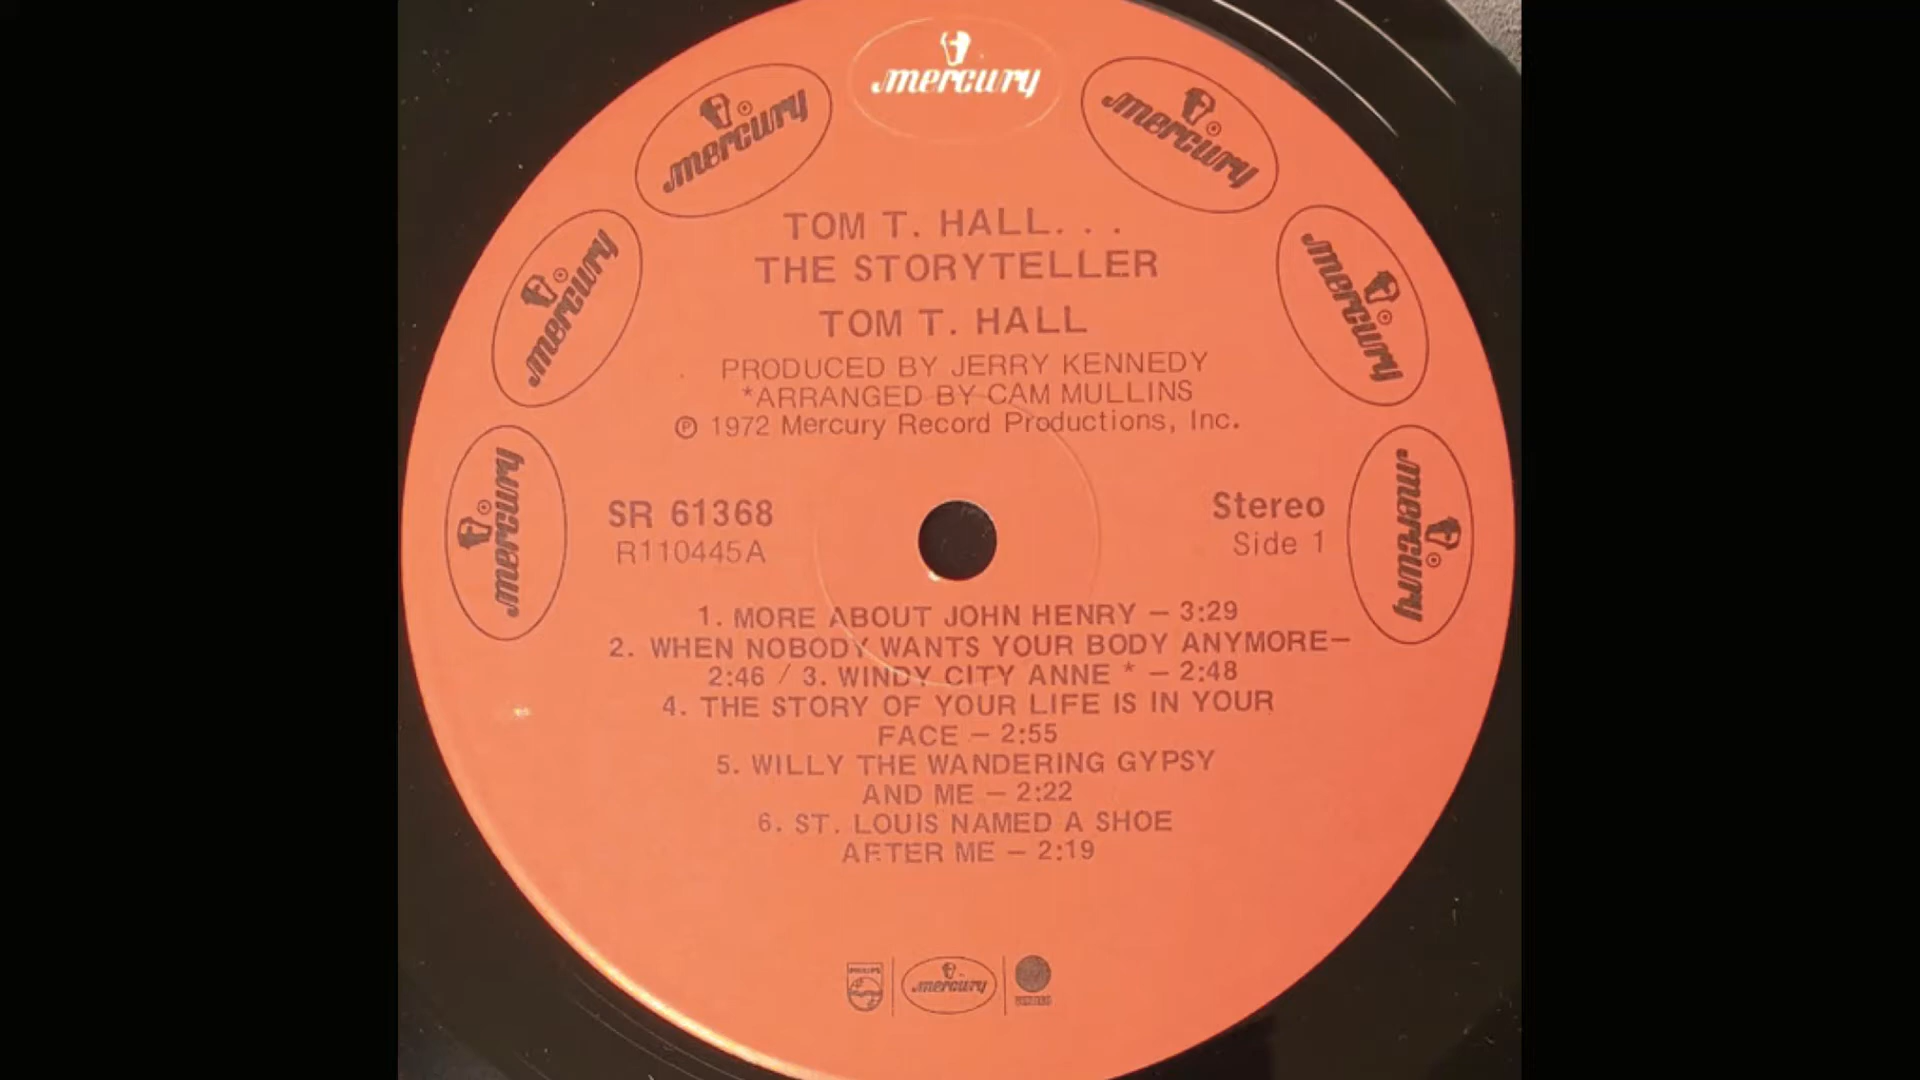 mercury
mercury
mercury
mercury
mercury
mercury
mercury
TOM T. HALL. . .
THE STORYTELLER
TOM T. HALL
PRODUCED BY JERRY KENNEDY
*ARRANGED BY CAM MULLINS
℗ 1972 Mercury Record Productions, Inc.
SR 61368
R110445A
Stereo
Side 1
1. MORE ABOUT JOHN HENRY – 3:29
2. WHEN NOBODY WANTS YOUR BODY ANYMORE–
2:46 / 3. WINDY CITY ANNE * – 2:48
4. THE STORY OF YOUR LIFE IS IN YOUR
FACE – 2:55
5. WILLY THE WANDERING GYPSY
AND ME – 2:22
6. ST. LOUIS NAMED A SHOE
AFTER ME – 2:19
PHILIPS
mercury